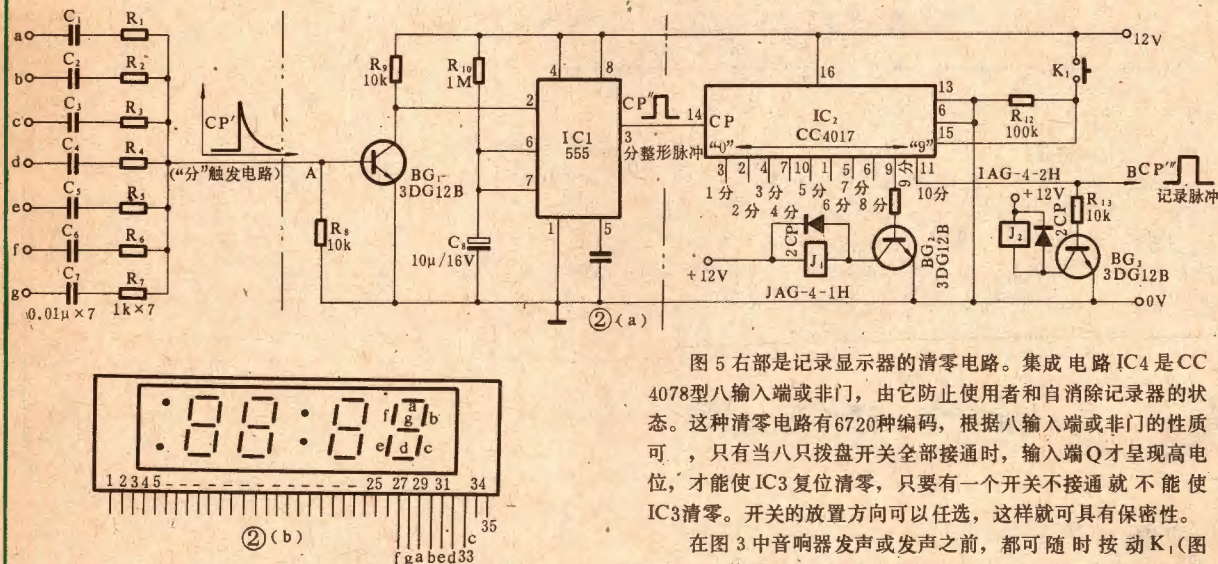 C₁ R₁
a
C₂ R₂
b
C₃ R₃
c
C₄ R₄
d
C₅ R₅
e
C₆ R₆
f
C₇ R₇
g
0.01μ×7 1k×7
CP′
(“分”触发电路)
A
R₈
10k
R₉
10k
BG₁
3DG12B
R₁₀
1M
C₈
10μ/16V
4 8
2
6
7
1 5
3
IC1
555
CP″
分整形脉冲
14
16
CP
IC₂
CC4017
“0” “9”
13
6
15
R₁₂
100k
K₁
12V
3 2 4 7 10 1 5 6 9 11
1分 3分 5分 7分 9分
2分 4分 6分 8分 10分
2CP
J₁
+12V
JAG-4-1H
BG₂
3DG12B
JAG-4-2H
+12V
J₂
2CP
R₁₃
10k
BG₃
3DG12B
B CP‴
记录脉冲
0V
②(a)
f a b
g
e d c
1 2 3 4 5 25 27 29 31 34
35
c
f g a b e d 33
②(b)
图 5 右部是记录显示器的清零电路。集成电路 IC4 是 CC
4078型八输入端或非门，由它防止使用者和自消除记录器的状
态。这种清零电路有6720种编码，根据八输入端或非门的性质
可 ，只有当八只拨盘开关全部接通时，输入端Q才呈现高电
位，才能使 IC3 复位清零，只要有一个开关不接通就不能使
IC3清零。开关的放置方向可以任选，这样就可具有保密性。
在图 3 中音响器发声或发声之前，都可随时按动K₁(图